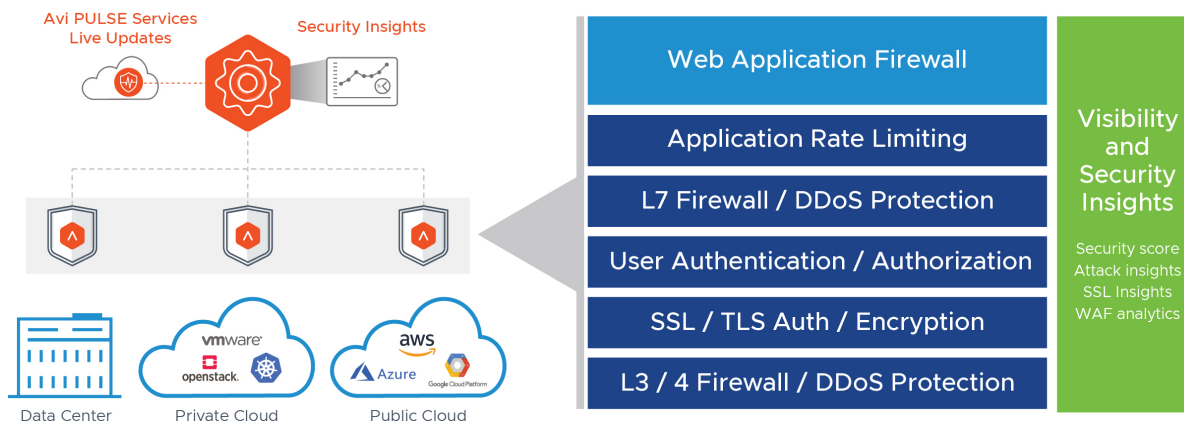 Avi PULSE Services
Live Updates
Security Insights
Data Center
vmware®
openstack.
Private Cloud
aws
Azure
Google Cloud Platform
Public Cloud
Web Application Firewall
Application Rate Limiting
L7 Firewall / DDoS Protection
User Authentication / Authorization
SSL / TLS Auth / Encryption
L3 / 4 Firewall / DDoS Protection
Visibility
and
Security
Insights
Security score
Attack insights
SSL Insights
WAF analytics